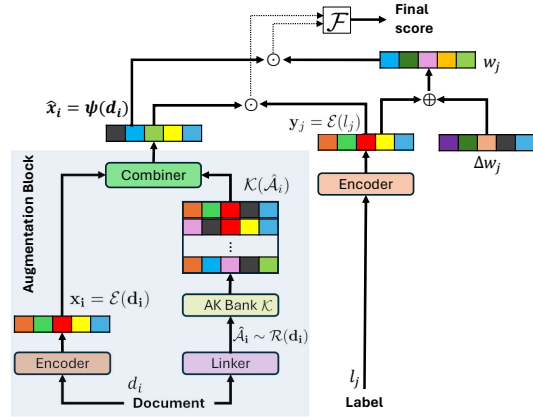 Final
score
𝓕
⊙
w_j
x̂_i = ψ(d_i)
⊙
y_j = ℰ(l_j)
⊕
Δw_j
Combiner
𝒦(𝒜̂_i)
Encoder
Augmentation Block
⋮
x_i = ℰ(d_i)
AK Bank 𝒦
𝒜̂_i ∼ ℛ(d_i)
Encoder
Linker
d_i
l_j
Document
Label